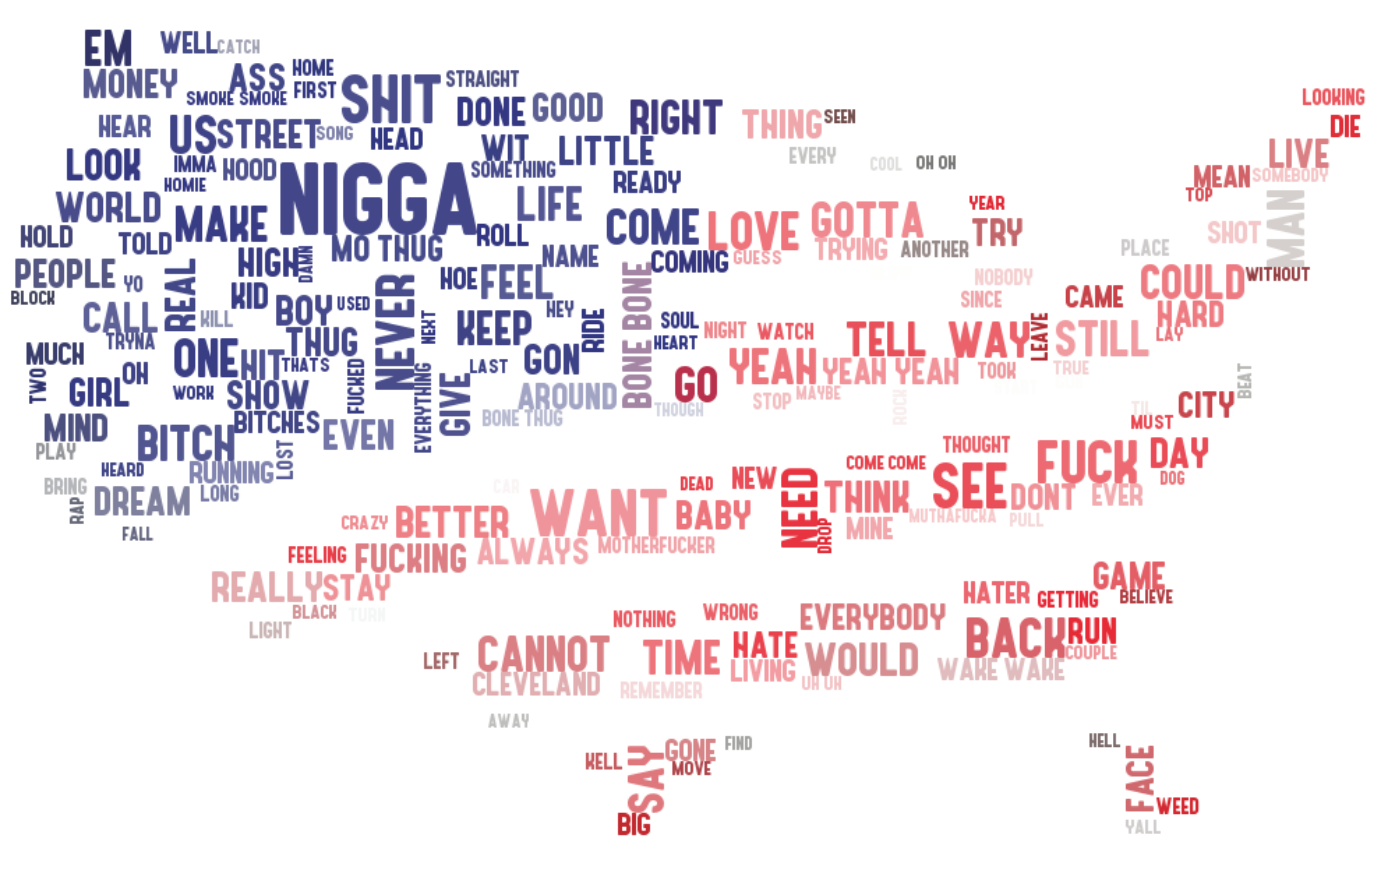 EM
WELL
CATCH
MONEY
ASS
HOME
SMOKE SMOKE
FIRST
SHIT
STRAIGHT
DONE
GOOD
RIGHT
THING
SEEN
LOOKING
DIE
HEAR
US
STREET
SONG
HEAD
WIT
LITTLE
EVERY
COOL
OH OH
LIVE
LOOK
IMMA
HOOD
HOMIE
NIGGA
SOMETHING
READY
MEAN
SOMEBODY
TOP
WORLD
MAKE
LIFE
COME
LOVE
GOTTA
YEAR
TRY
SHOT
MAN
HOLD
TOLD
MO THUG
ROLL
NAME
COMING
GUESS
TRYING
ANOTHER
PLACE
PEOPLE
YO
REAL
HIGH
DAMN
HOE
FEEL
BONE BONE
NOBODY
COULD
WITHOUT
BLOCK
KID
BOY
USED
NEVER
NEXT
HEY
RIDE
SOUL
SINCE
CAME
HARD
CALL
KILL
TRYNA
THUG
KEEP
HEART
NIGHT
WATCH
TELL
WAY
LEAVE
STILL
LAY
MUCH
ONE
HIT
THATS
LAST
GON
YEAH
YEAH YEAH
TOOK
TRUE
TWO
GIRL
OH
WORK
SHOW
FUCKED
EVERYTHING
GIVE
AROUND
GO
STOP
MAYBE
ROCK
BEAT
MIND
BITCHES
BONE THUG
THOUGH
TIL
CITY
MUST
PLAY
BITCH
EVEN
LOST
THOUGHT
FUCK
DAY
HEARD
RUNNING
COME COME
DOG
BRING
RAP
DREAM
LONG
CAR
DEAD
NEW
NEED
THINK
SEE
DONT
EVER
FALL
CRAZY
BETTER
WANT
BABY
DROP
MINE
MUTHAFUCKA
PULL
FEELING
FUCKING
ALWAYS
MOTHERFUCKER
REALLY
STAY
HATER
GETTING
GAME
BELIEVE
BLACK
TURN
LIGHT
NOTHING
WRONG
EVERYBODY
BACK
RUN
LEFT
CANNOT
TIME
HATE
WOULD
COUPLE
CLEVELAND
REMEMBER
LIVING
UH UH
WAKE WAKE
AWAY
KELL
SAY
GONE
FIND
MOVE
HELL
FACE
BIG
WEED
YALL